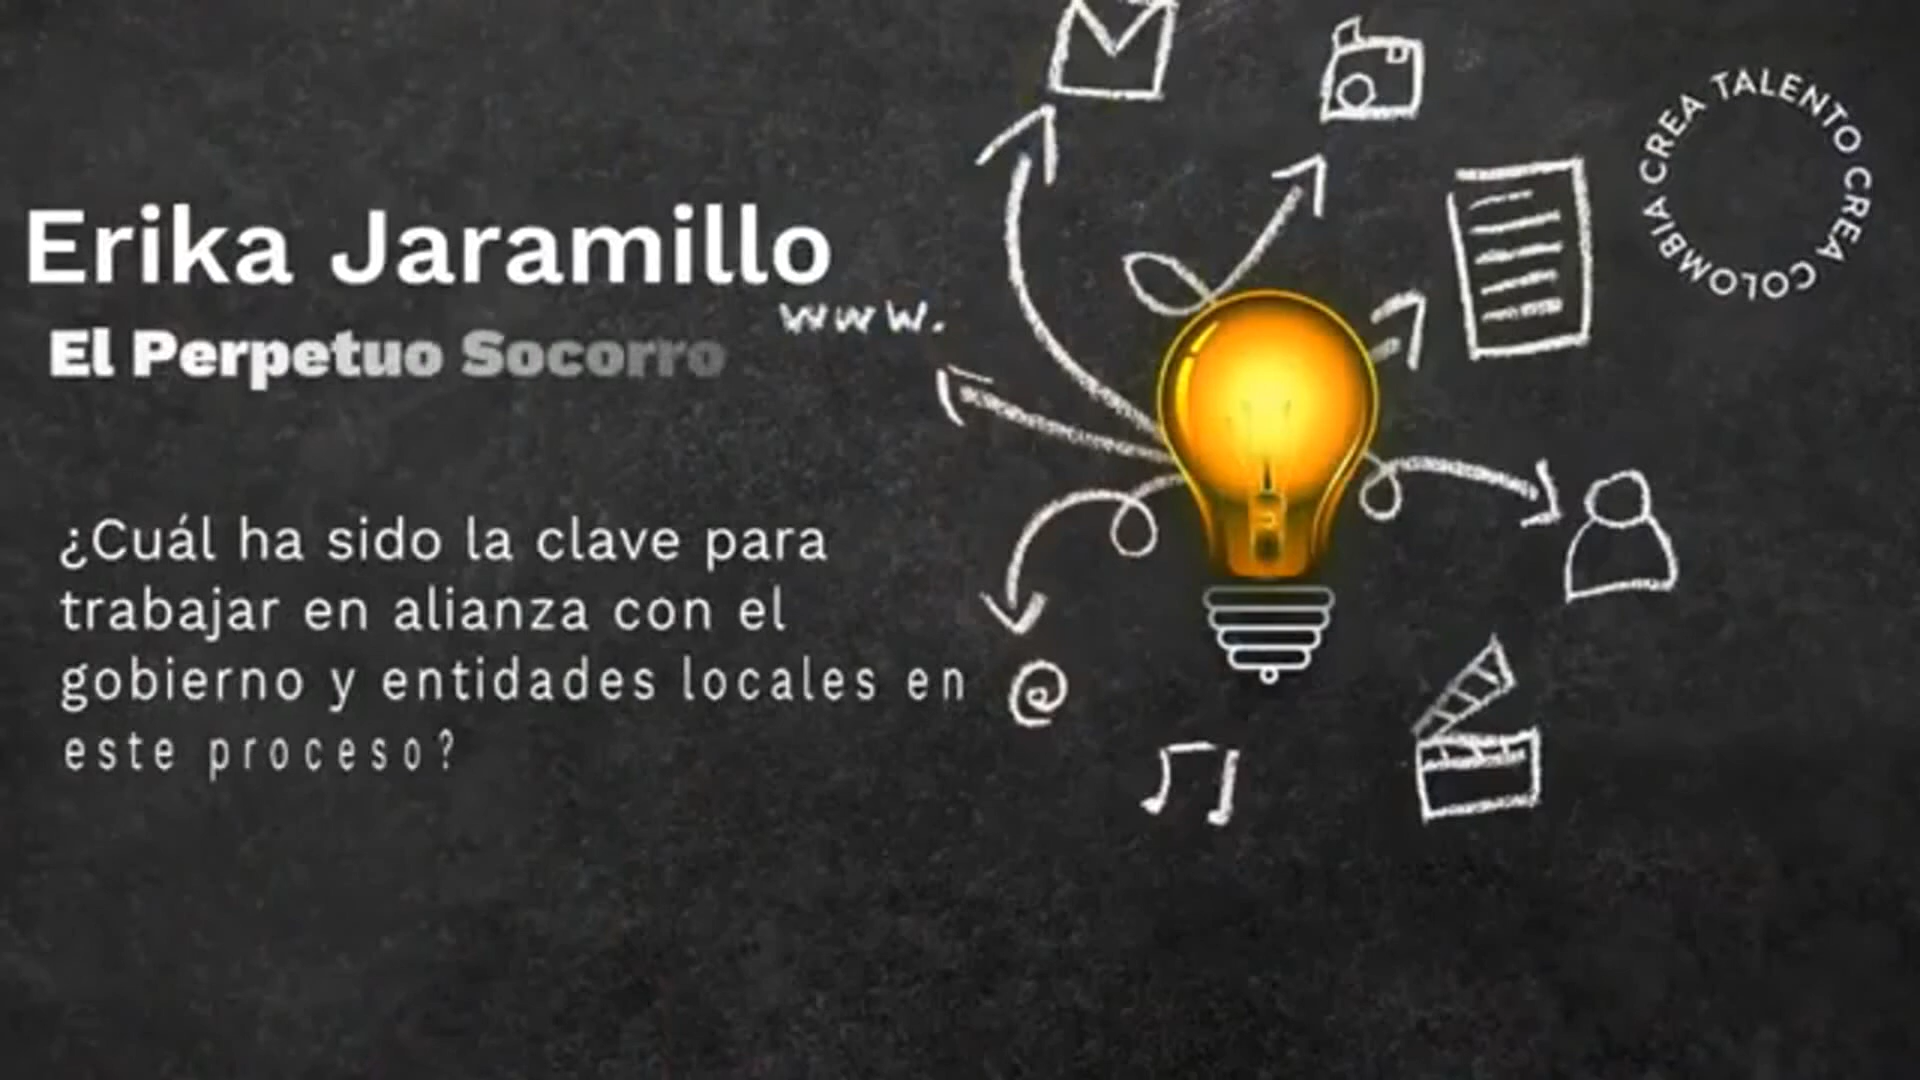 Erika Jaramillo
El Perpetuo Socorro
¿Cuál ha sido la clave para
trabajar en alianza con el
gobierno y entidades locales en
este proceso?
www.
@
CREA TALENTO CREA COLOMBIA